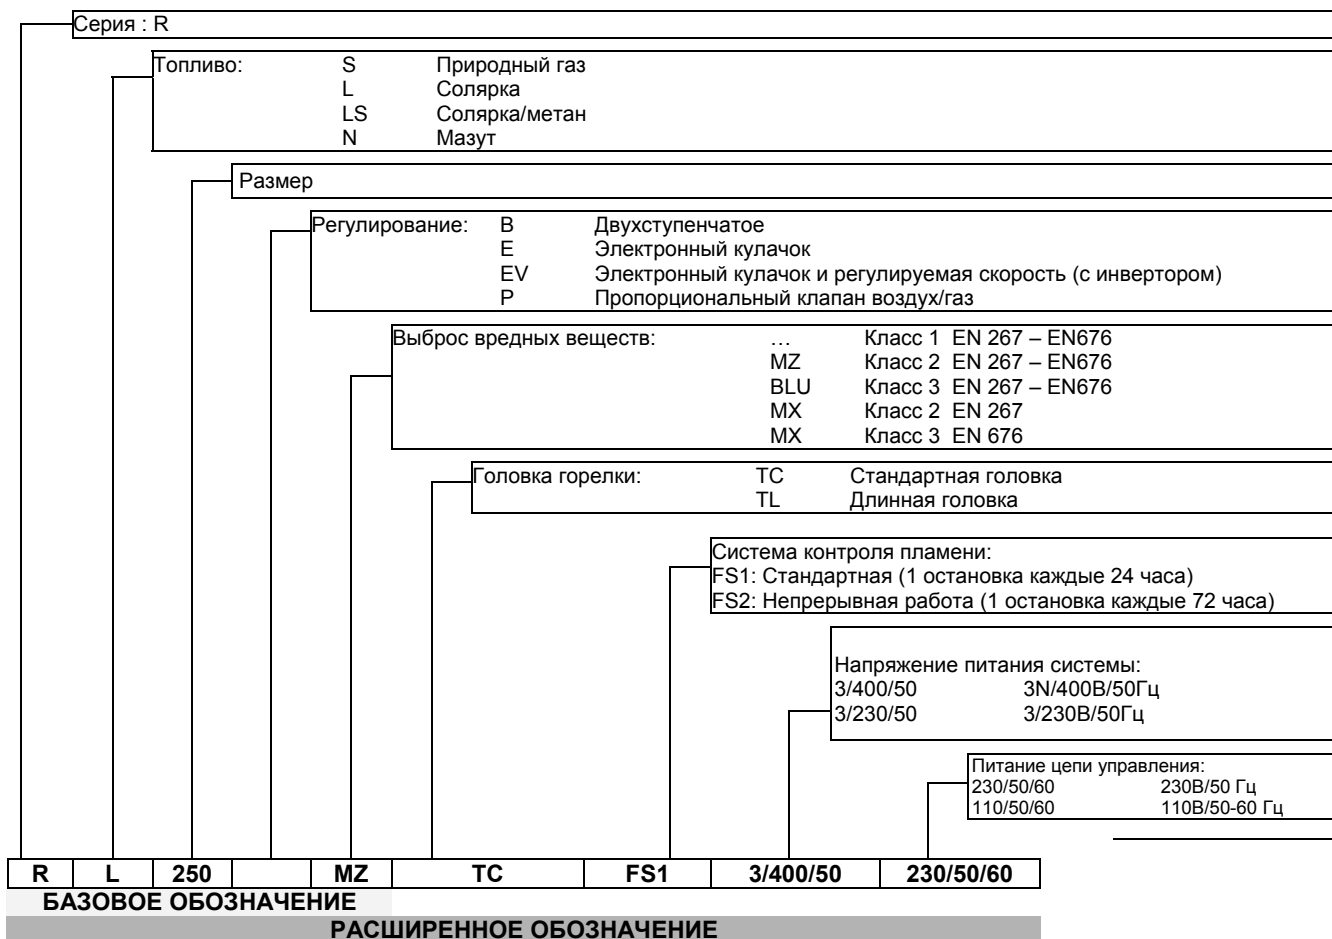 Серия : R
Топливо: S Природный газ
L Солярка
LS Солярка/метан
N Мазут
Размер
Регулирование: B Двухступенчатое
E Электронный кулачок
EV Электронный кулачок и регулируемая скорость (с инвертором)
P Пропорциональный клапан воздух/газ
Выброс вредных веществ: … Класс 1 EN 267 – EN676
MZ Класс 2 EN 267 – EN676
BLU Класс 3 EN 267 – EN676
MX Класс 2 EN 267
MX Класс 3 EN 676
Головка горелки: TC Стандартная головка
TL Длинная головка
Система контроля пламени:
FS1: Стандартная (1 остановка каждые 24 часа)
FS2: Непрерывная работа (1 остановка каждые 72 часа)
Напряжение питания системы:
3/400/50 3N/400В/50Гц
3/230/50 3/230В/50Гц
Питание цепи управления:
230/50/60 230В/50 Гц
110/50/60 110В/50-60 Гц
R L 250 MZ TC FS1 3/400/50 230/50/60
БАЗОВОЕ ОБОЗНАЧЕНИЕ
РАСШИРЕННОЕ ОБОЗНАЧЕНИЕ